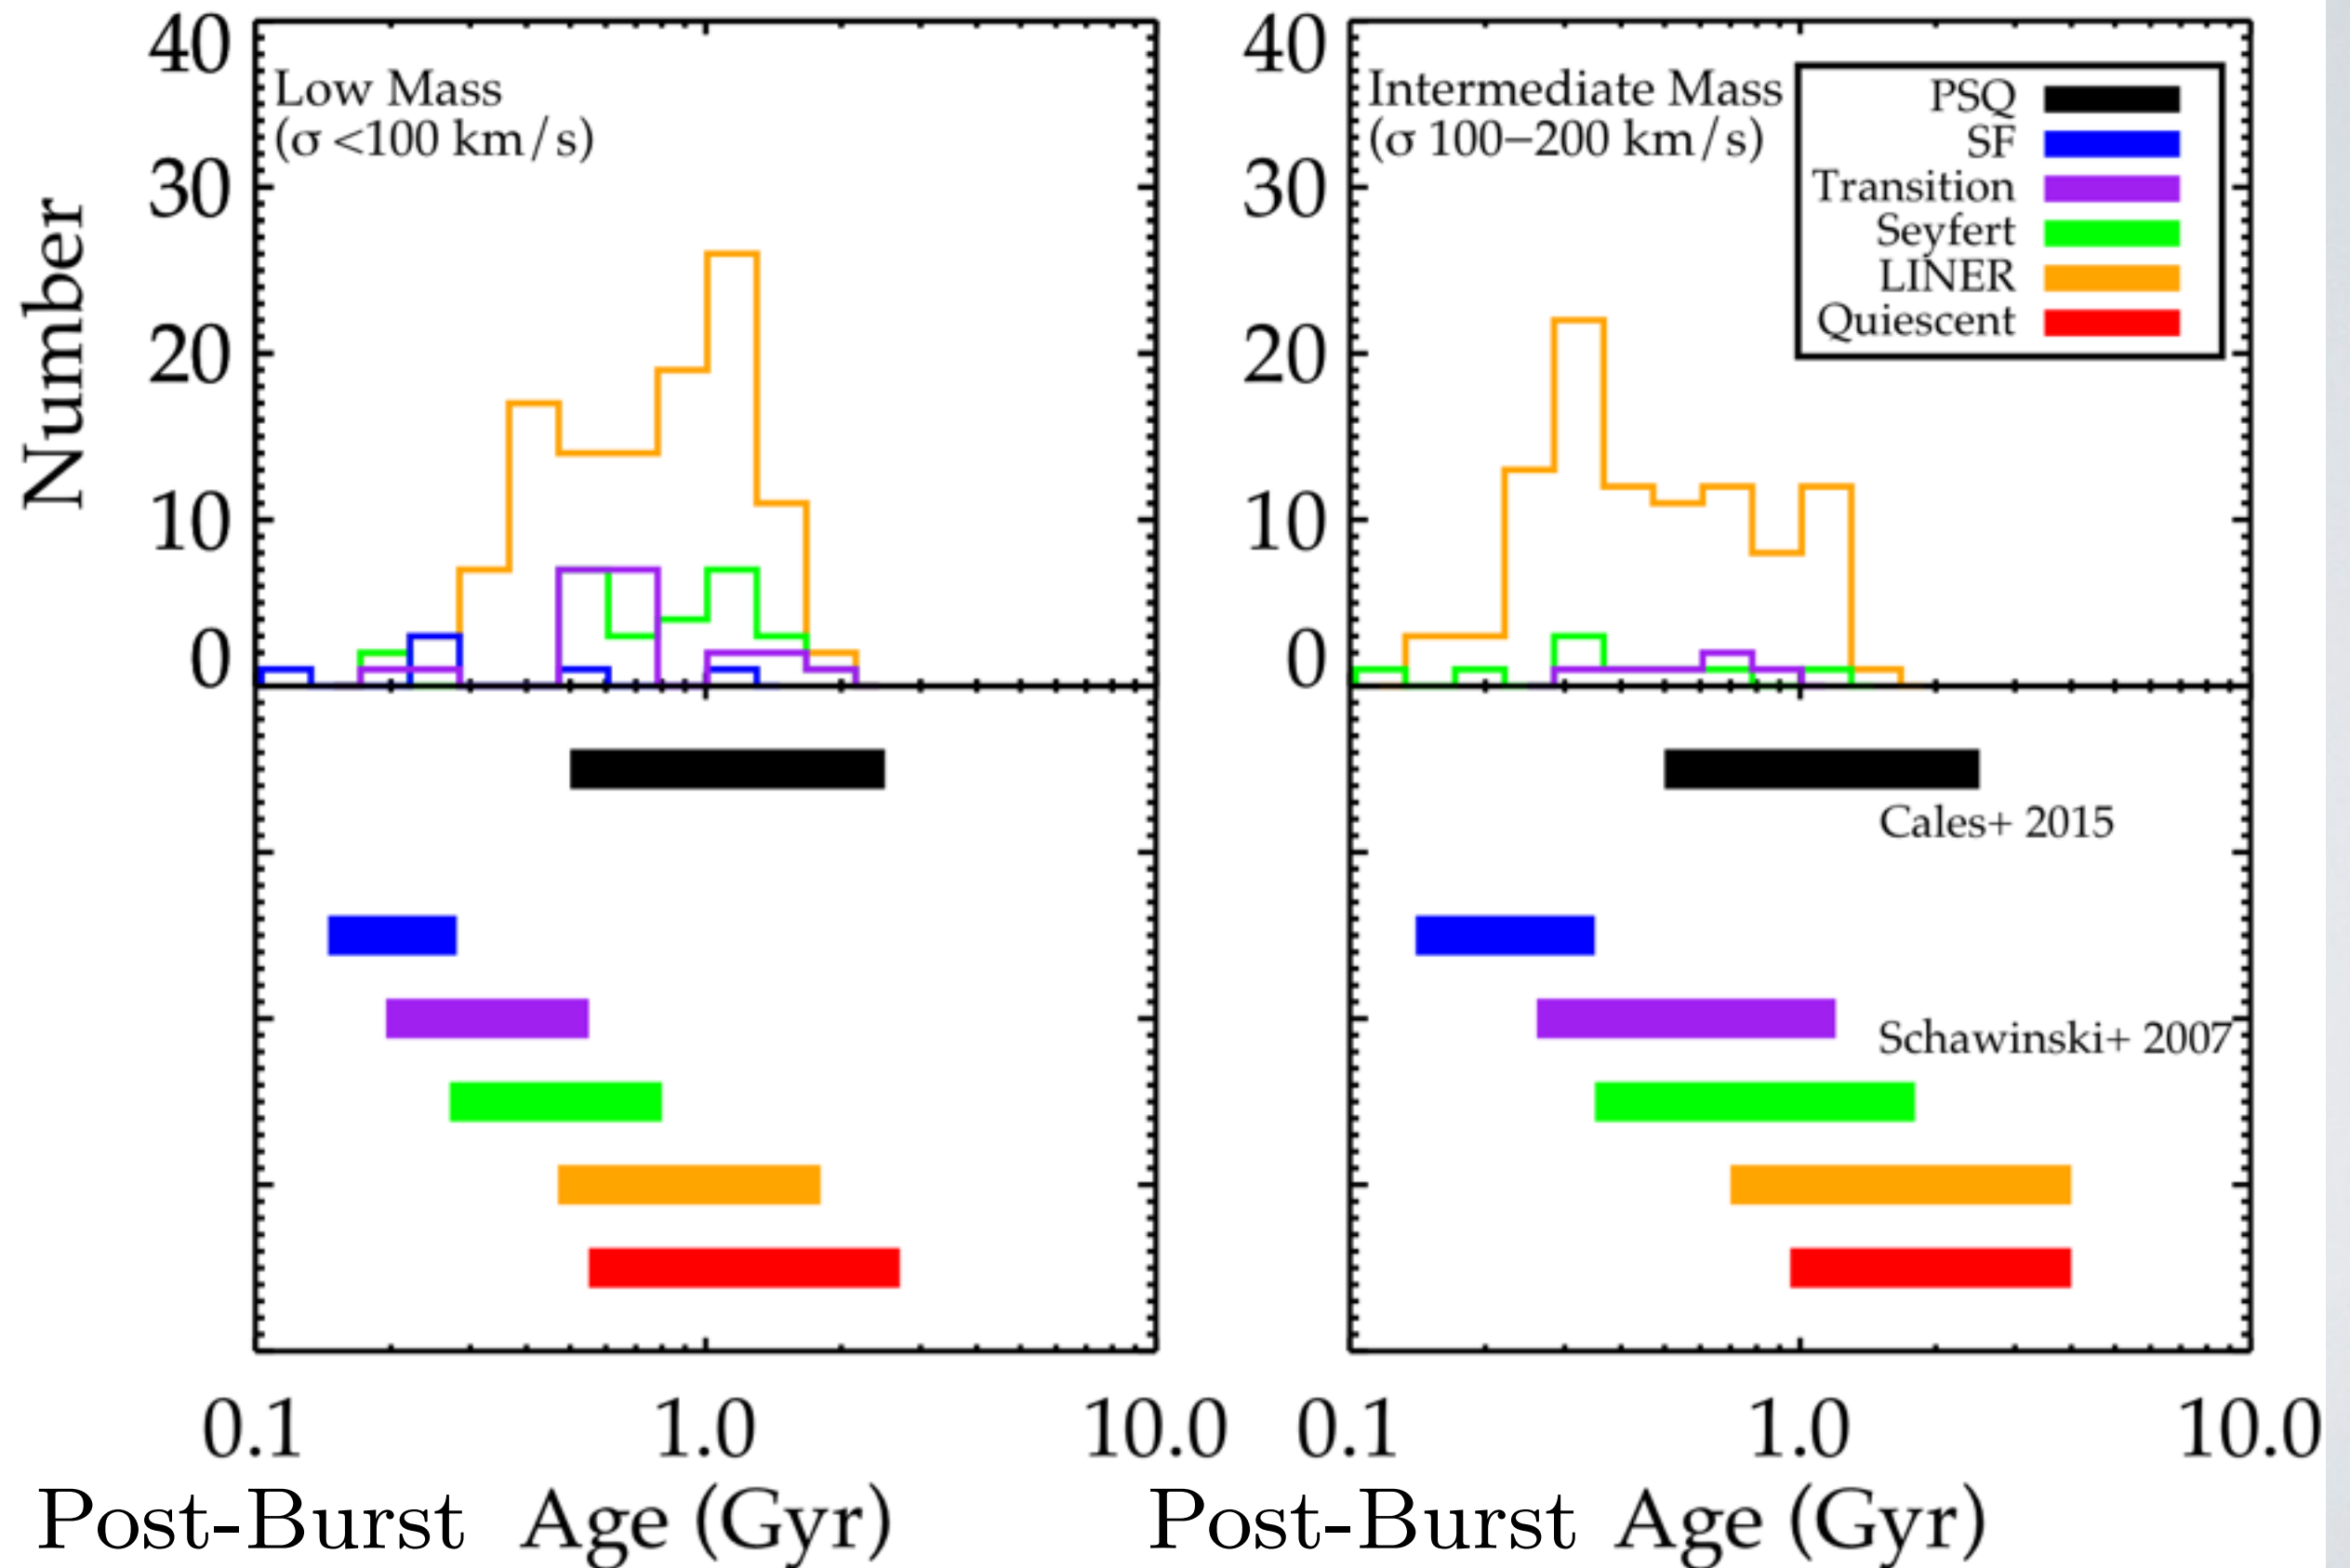 Number
40
30
20
10
0
Low Mass
(σ <100 km/s)
40
30
20
10
0
Intermediate Mass
(σ 100−200 km/s)
PSQ
SF
Transition
Seyfert
LINER
Quiescent
Cales+ 2015
Schawinski+ 2007
0.1 1.0 10.0
Post-Burst Age (Gyr)
0.1 1.0 10.0
Post-Burst Age (Gyr)